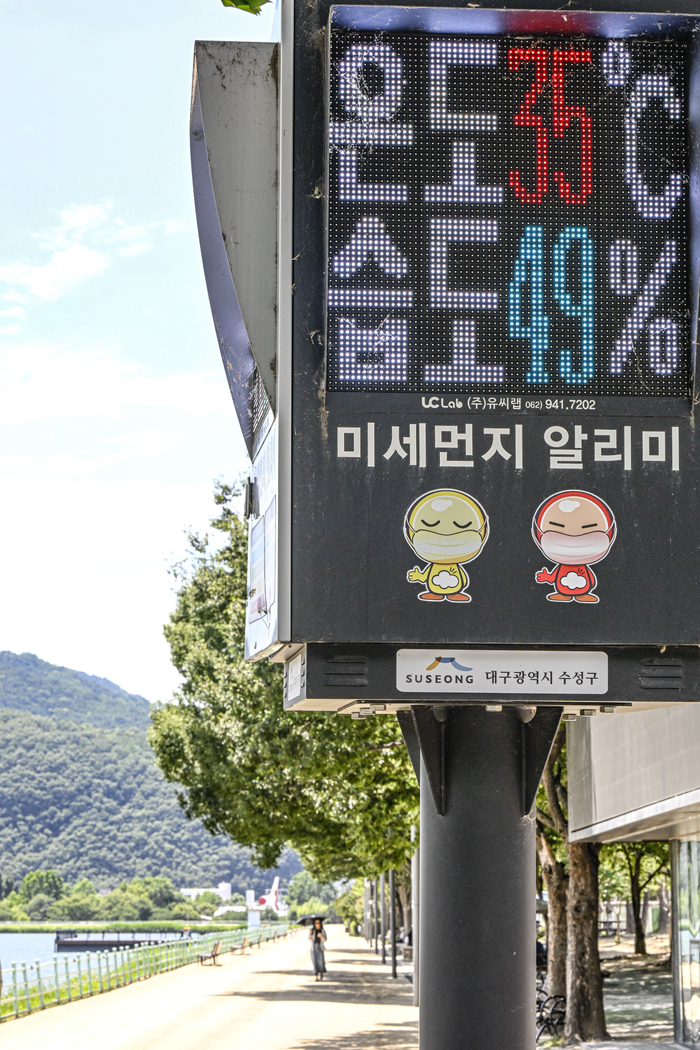 온도 35 ℃
습도 49 %
UC Lab (주)유씨랩 062) 941.7202
미세먼지 알리미
SUSEONG 대구광역시 수성구